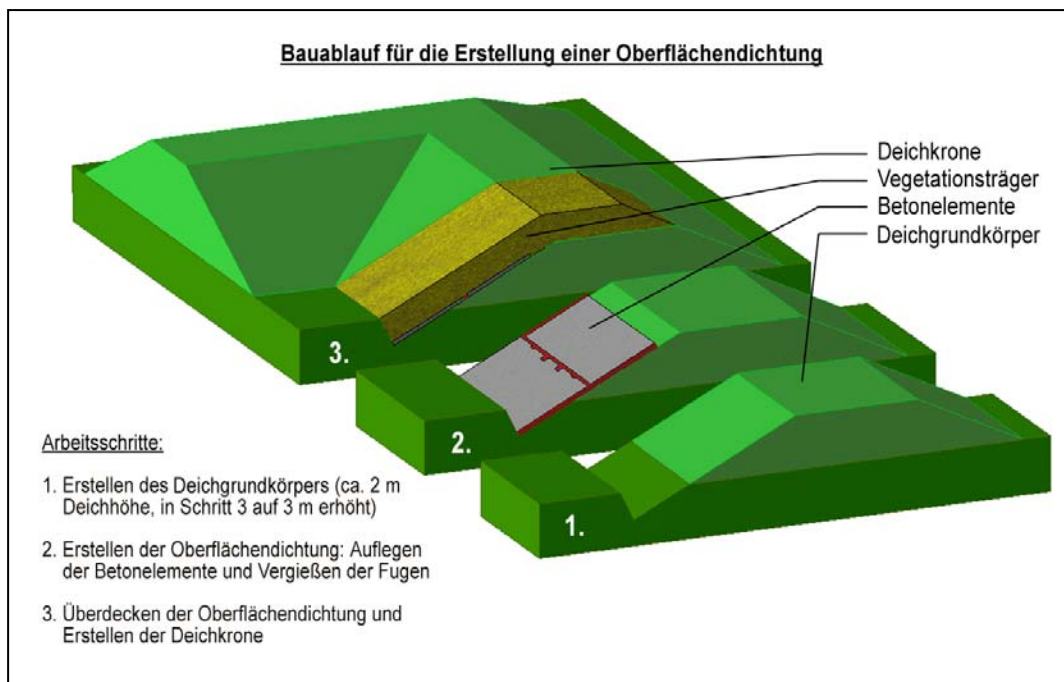 Bauablauf für die Erstellung einer Oberflächendichtung
Deichkrone
Vegetationsträger
Betonelemente
Deichgrundkörper
3.
2.
1.
Arbeitsschritte:
1. Erstellen des Deichgrundkörpers (ca. 2 m
Deichhöhe, in Schritt 3 auf 3 m erhöht)
2. Erstellen der Oberflächendichtung: Auflegen
der Betonelemente und Vergießen der Fugen
3. Überdecken der Oberflächendichtung und
Erstellen der Deichkrone